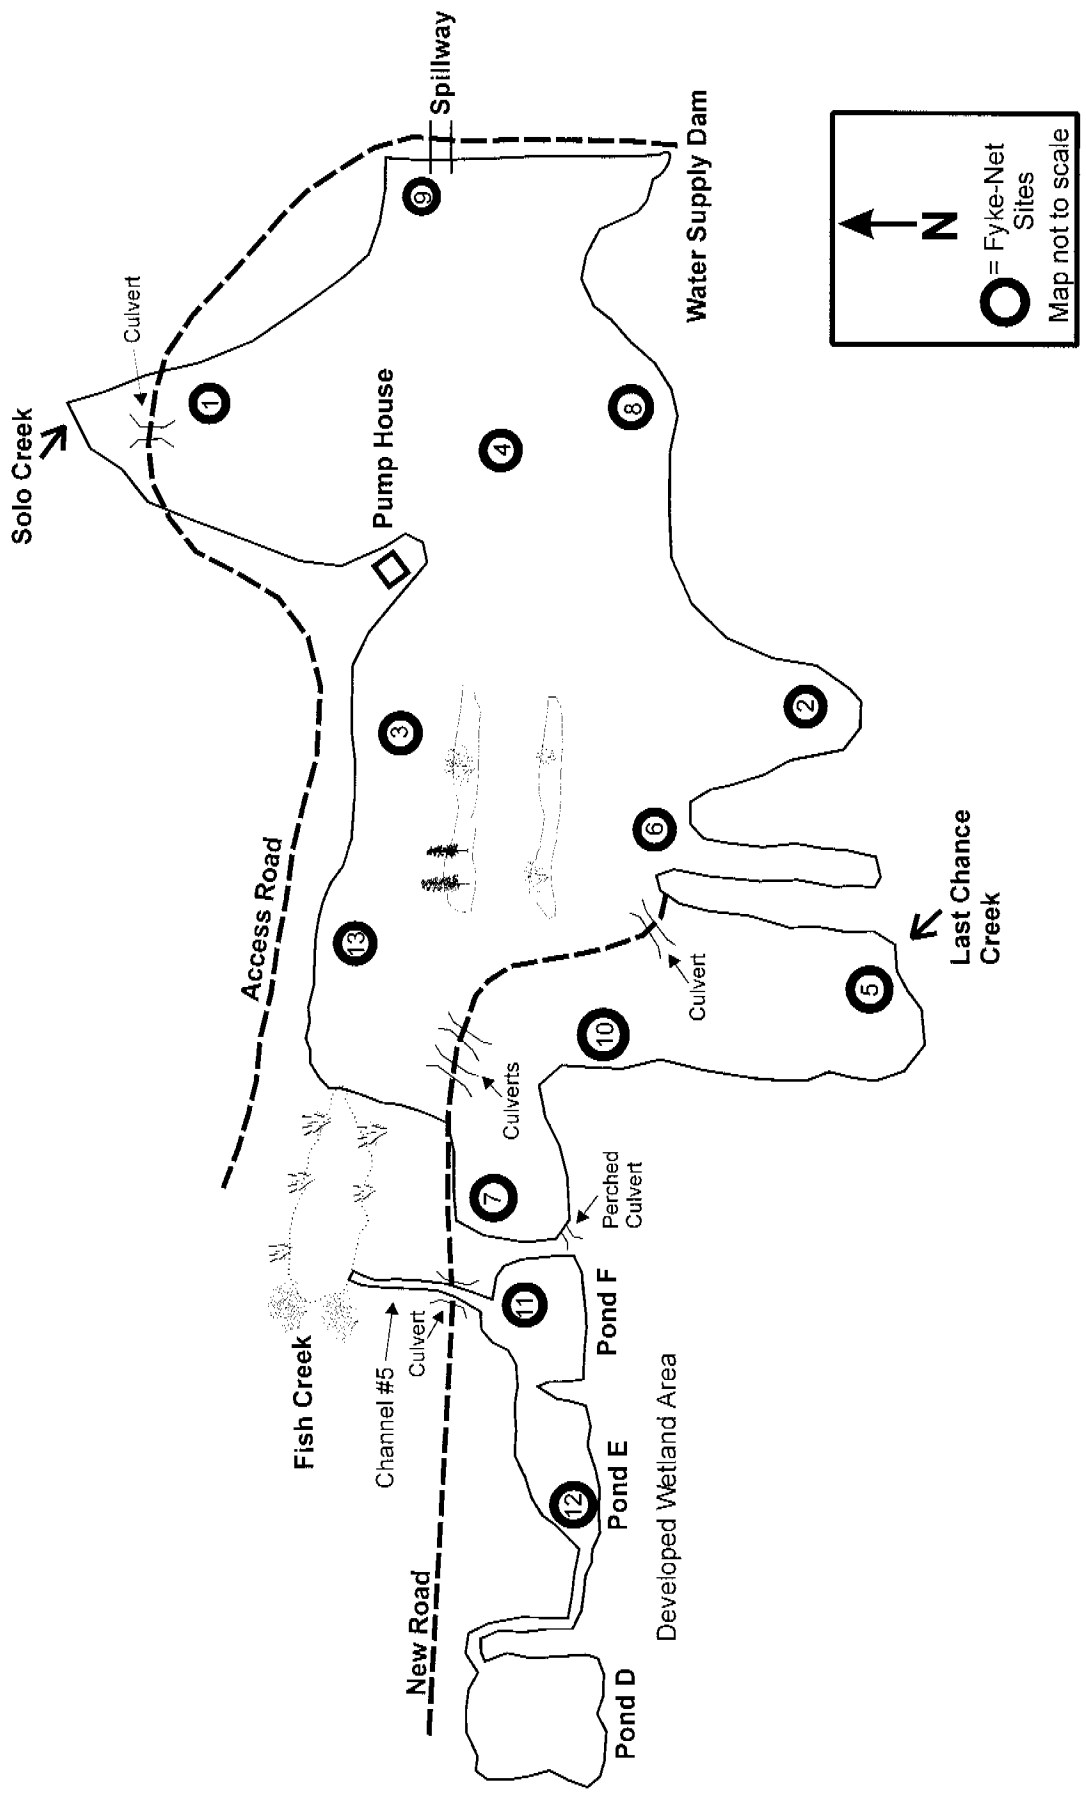 Solo Creek
Culvert
1
Access Road
Fish Creek
13
Channel #5
Pump House
3
New Road
Culvert
9
Spillway
7
4
Culverts
11
12
10
Pond F
Pond E
Pond D
Perched
Culvert
8
6
Developed Wetland Area
Culvert
Water Supply Dam
2
5
Last Chance
Creek
N
= Fyke-Net
Sites
Map not to scale